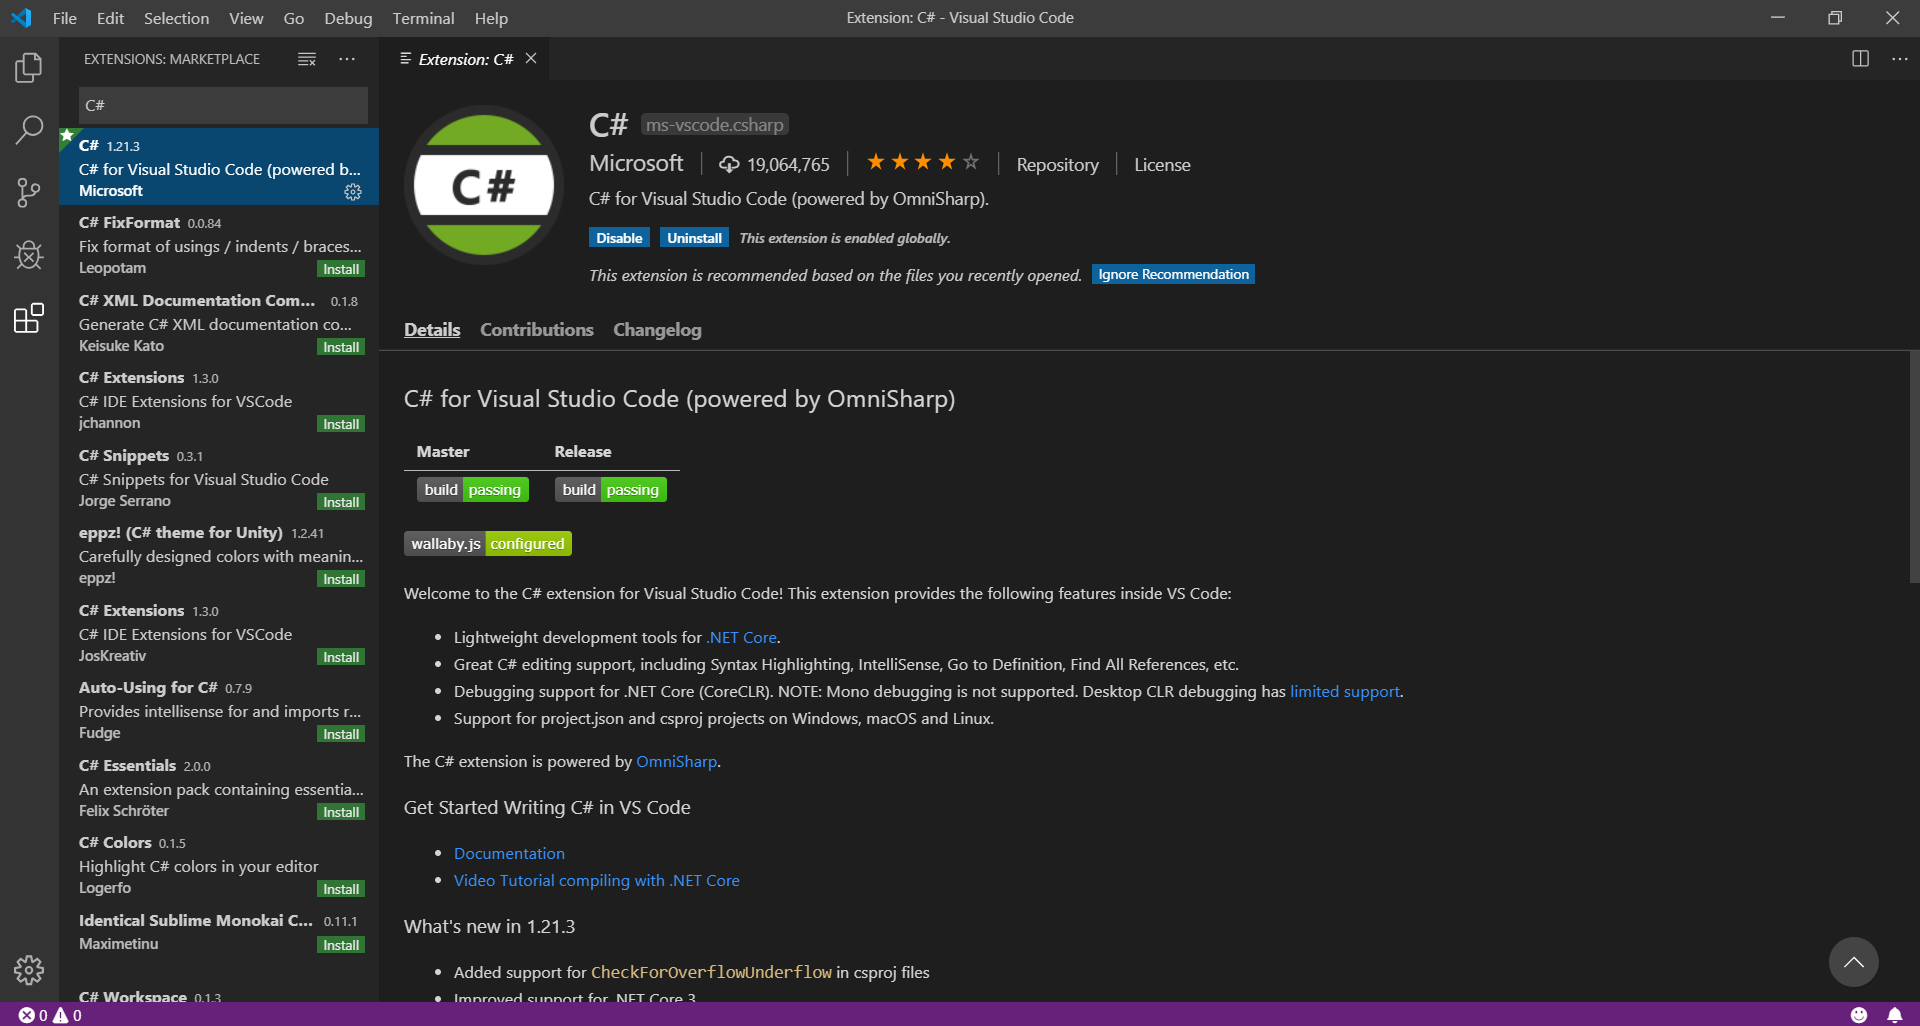 File Edit Selection View Go Debug Terminal Help
Extension: C# - Visual Studio Code
EXTENSIONS: MARKETPLACE
C#
C# 1.21.3
C# for Visual Studio Code (powered b...
Microsoft
C# FixFormat 0.0.84
Fix format of usings / indents / braces...
Leopotam Install
C# XML Documentation Com... 0.1.8
Generate C# XML documentation co...
Keisuke Kato Install
C# Extensions 1.3.0
C# IDE Extensions for VSCode
jchannon Install
C# Snippets 0.3.1
C# Snippets for Visual Studio Code
Jorge Serrano Install
eppz! (C# theme for Unity) 1.2.41
Carefully designed colors with meanin...
eppz! Install
C# Extensions 1.3.0
C# IDE Extensions for VSCode
JosKreativ Install
Auto-Using for C# 0.7.9
Provides intellisense for and imports r...
Fudge Install
C# Essentials 2.0.0
An extension pack containing essentia...
Felix Schröter Install
C# Colors 0.1.5
Highlight C# colors in your editor
Logerfo Install
Identical Sublime Monokai C... 0.11.1
Maximetinu Install
C# Workspace 0.1.3
Extension: C#
C#
C# ms-vscode.csharp
Microsoft 19,064,765 Repository License
C# for Visual Studio Code (powered by OmniSharp).
Disable Uninstall This extension is enabled globally.
This extension is recommended based on the files you recently opened. Ignore Recommendation
Details Contributions Changelog
C# for Visual Studio Code (powered by OmniSharp)
Master Release
build passing build passing
wallaby.js configured
Welcome to the C# extension for Visual Studio Code! This extension provides the following features inside VS Code:
• Lightweight development tools for .NET Core.
• Great C# editing support, including Syntax Highlighting, IntelliSense, Go to Definition, Find All References, etc.
• Debugging support for .NET Core (CoreCLR). NOTE: Mono debugging is not supported. Desktop CLR debugging has limited support.
• Support for project.json and csproj projects on Windows, macOS and Linux.
The C# extension is powered by OmniSharp.
Get Started Writing C# in VS Code
• Documentation
• Video Tutorial compiling with .NET Core
What's new in 1.21.3
• Added support for CheckForOverflowUnderflow in csproj files
• Improved support for .NET Core 3
0 0